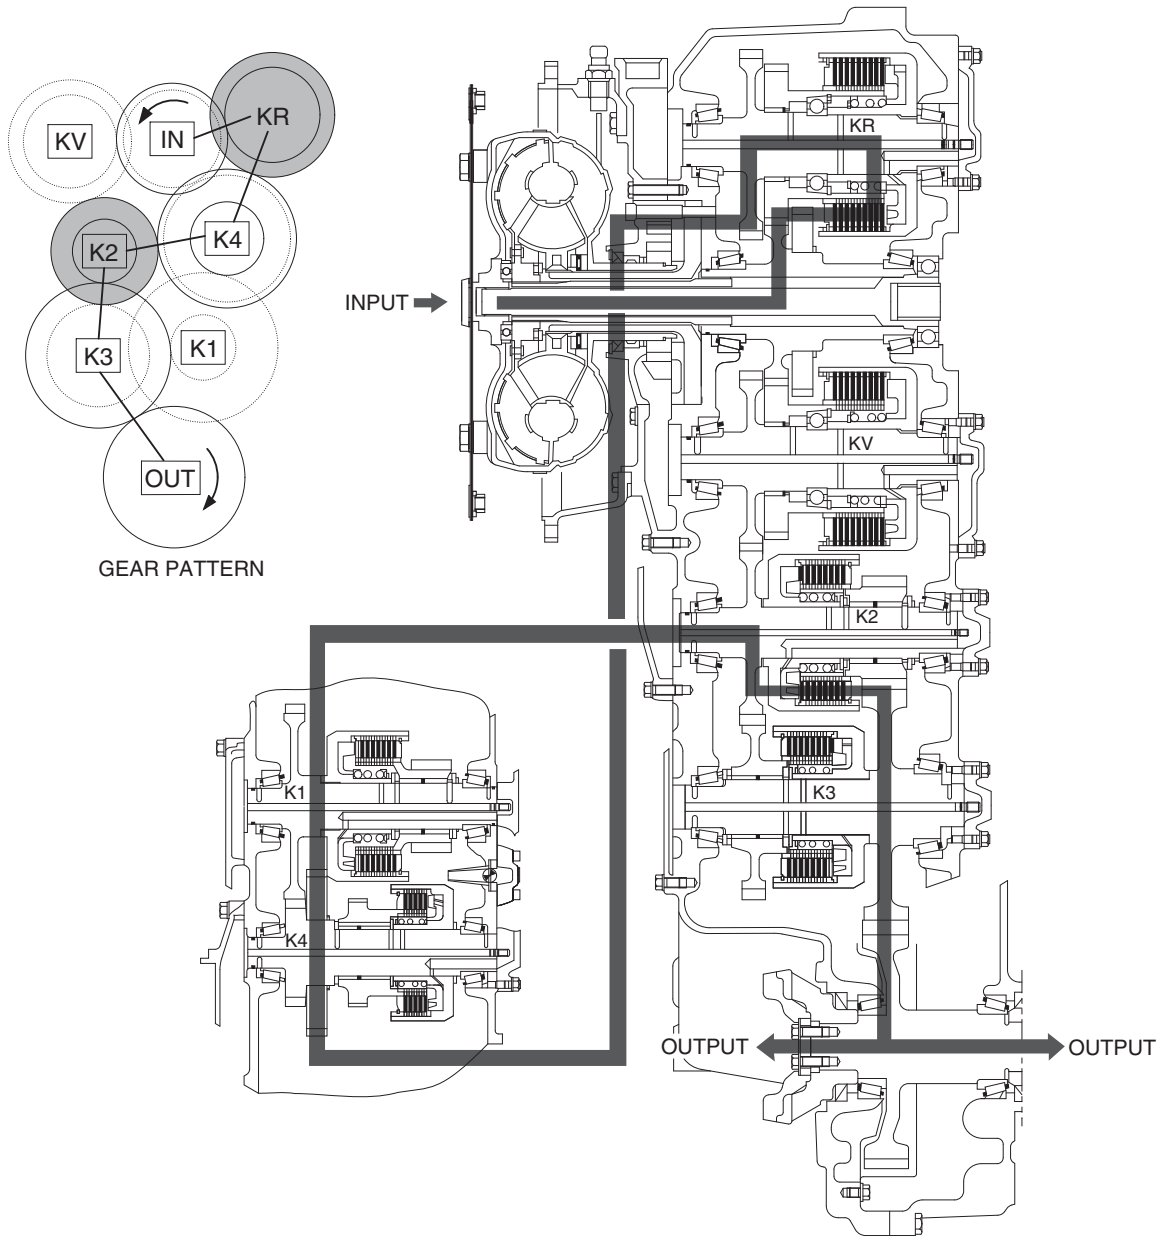 KV
IN
KR
K2
K4
K3
K1
OUT
GEAR PATTERN
INPUT
KR
KV
K2
K3
K1
K4
OUTPUT
OUTPUT